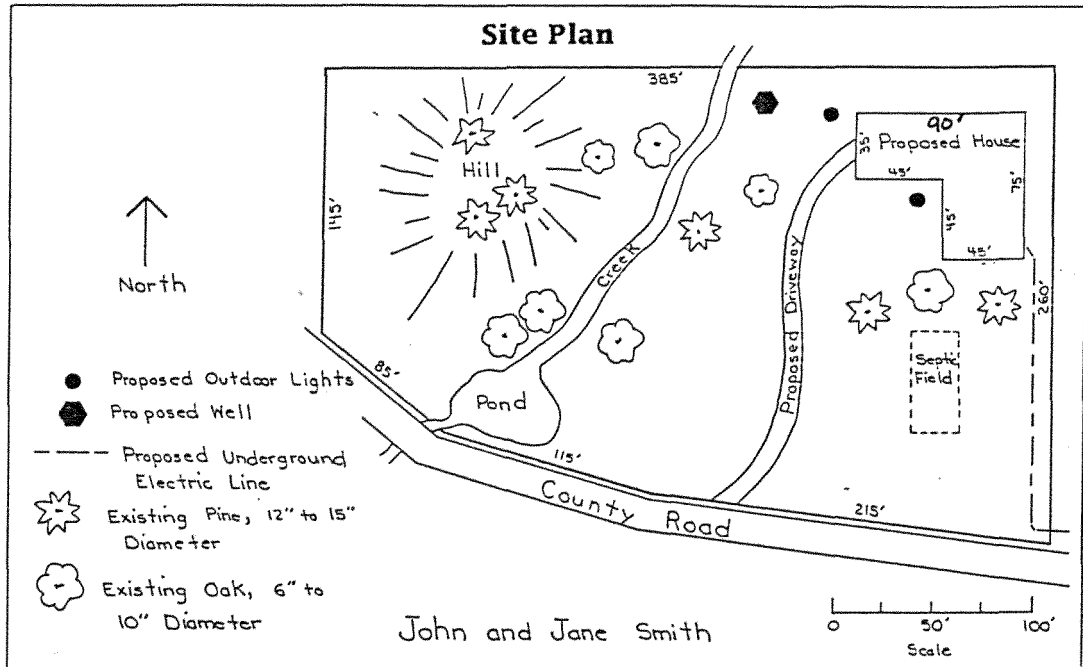 Site Plan
385'
90'
Proposed House
35'
45'
75'
45'
45'
Hill
145'
Creek
North
260'
Proposed Driveway
Septic
Field
85'
Pond
115'
County Road
215'
Proposed Outdoor Lights
Proposed Well
Proposed Underground
Electric Line
Existing Pine, 12" to 15"
Diameter
Existing Oak, 6" to
10" Diameter
John and Jane Smith
0 50' 100'
Scale